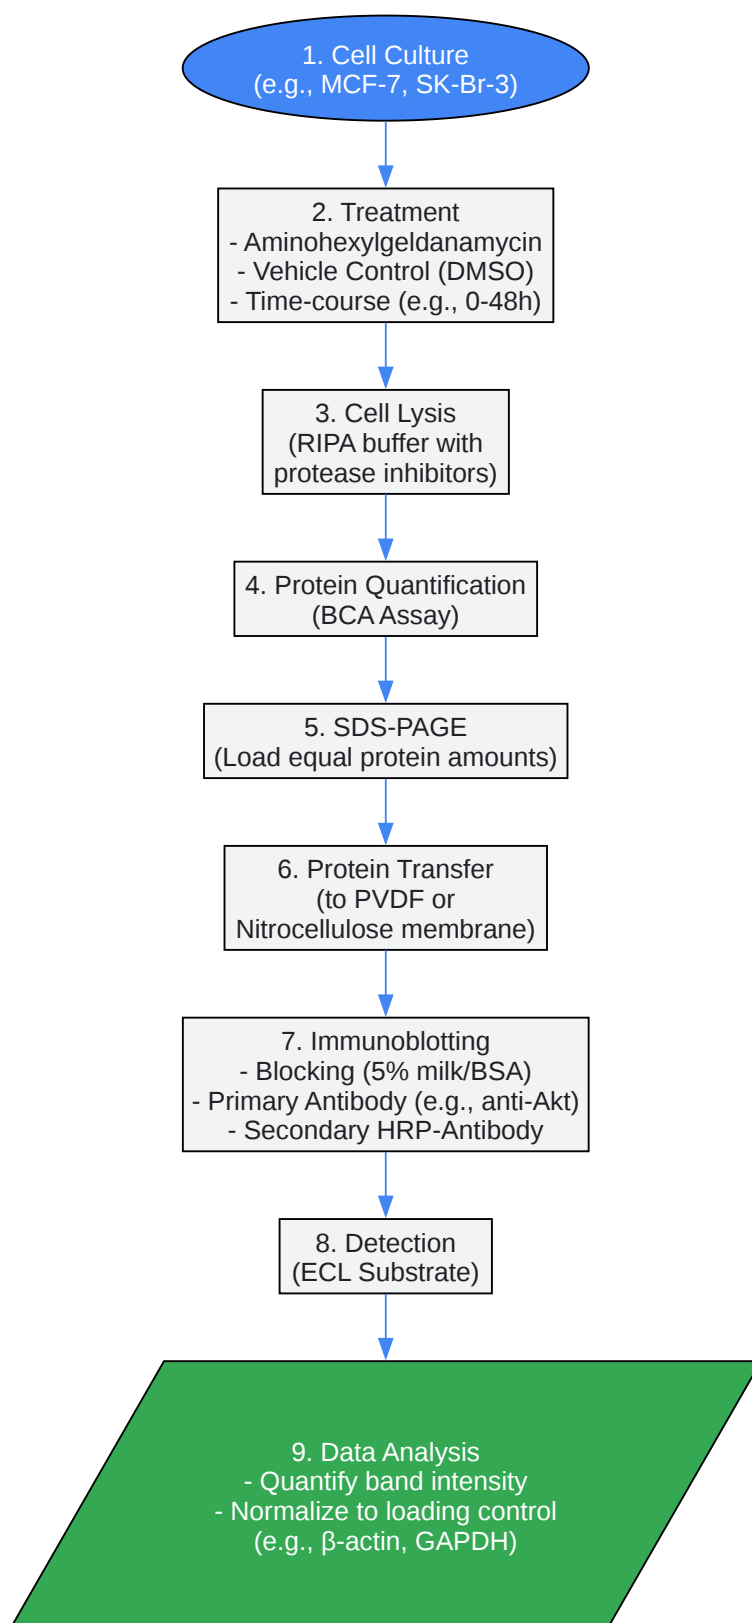 1. Cell Culture
(e.g., MCF-7, SK-Br-3)
2. Treatment
- Aminohexylgeldanamycin
- Vehicle Control (DMSO)
- Time-course (e.g., 0-48h)
3. Cell Lysis
(RIPA buffer with
protease inhibitors)
4. Protein Quantification
(BCA Assay)
5. SDS-PAGE
(Load equal protein amounts)
6. Protein Transfer
(to PVDF or
Nitrocellulose membrane)
7. Immunoblotting
- Blocking (5% milk/BSA)
- Primary Antibody (e.g., anti-Akt)
- Secondary HRP-Antibody
8. Detection
(ECL Substrate)
9. Data Analysis
- Quantify band intensity
- Normalize to loading control
(e.g., β-actin, GAPDH)